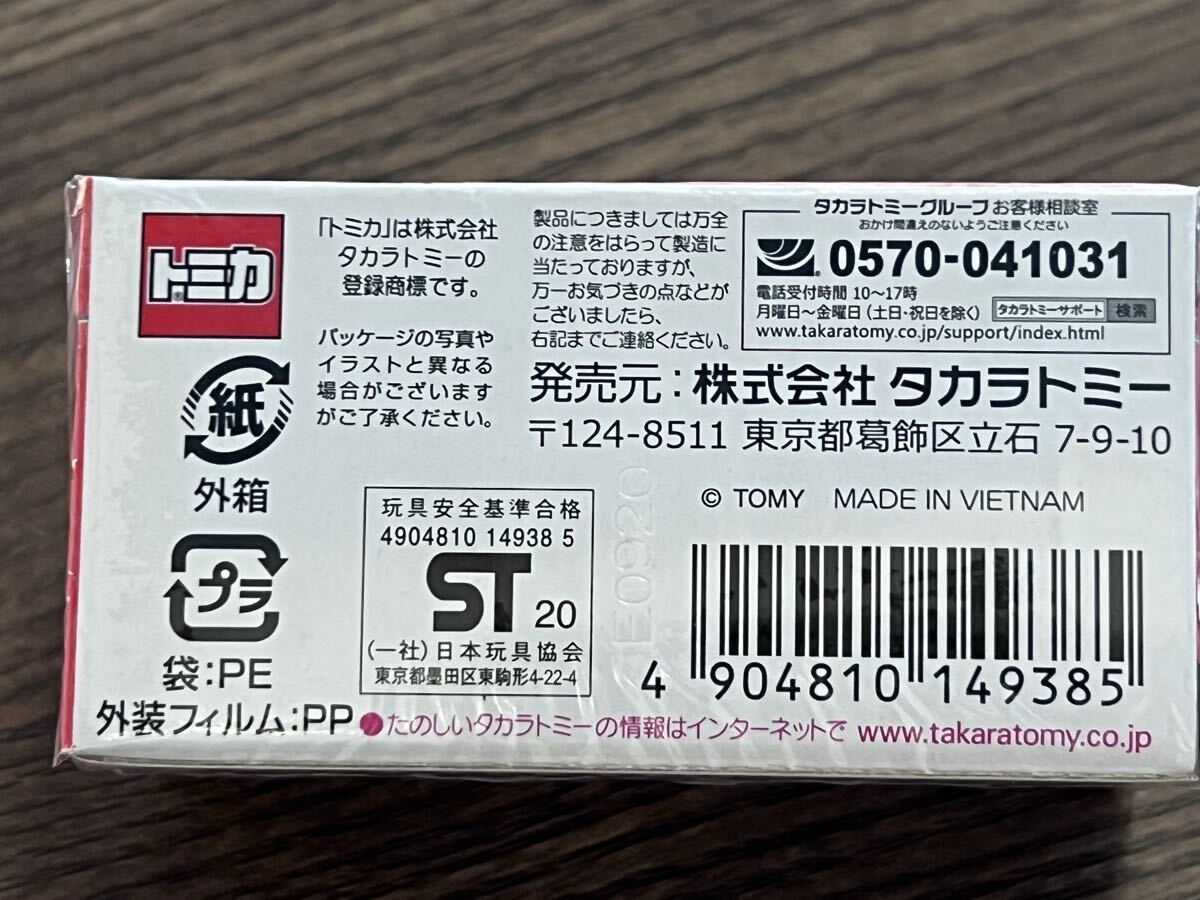 トミカ®
「トミカ」は株式会社
タカラトミーの
登録商標です。
パッケージの写真や
イラストと異なる
場合がございます
がご了承ください。
製品につきましては万全
の注意をはらって製造に
当たっておりますが、
万一お気づきの点などが
ございましたら、
右記までご連絡ください。
タカラトミーグループ お客様相談室
おかけ間違えのないようご注意ください
0570-041031
電話受付時間 10～17時
月曜日～金曜日(土日・祝日を除く) タカラトミーサポート 検索
www.takaratomy.co.jp/support/index.html
発売元:株式会社 タカラトミー
〒124-8511 東京都葛飾区立石 7-9-10
© TOMY MADE IN VIETNAM
紙
外箱
プラ
袋:PE
外装フィルム:PP
玩具安全基準合格
4904810 14938 5
ST 20
(一社)日本玩具協会
東京都墨田区東駒形4-22-4
E0920
4 904810 149385
たのしいタカラトミーの情報はインターネットで www.takaratomy.co.jp